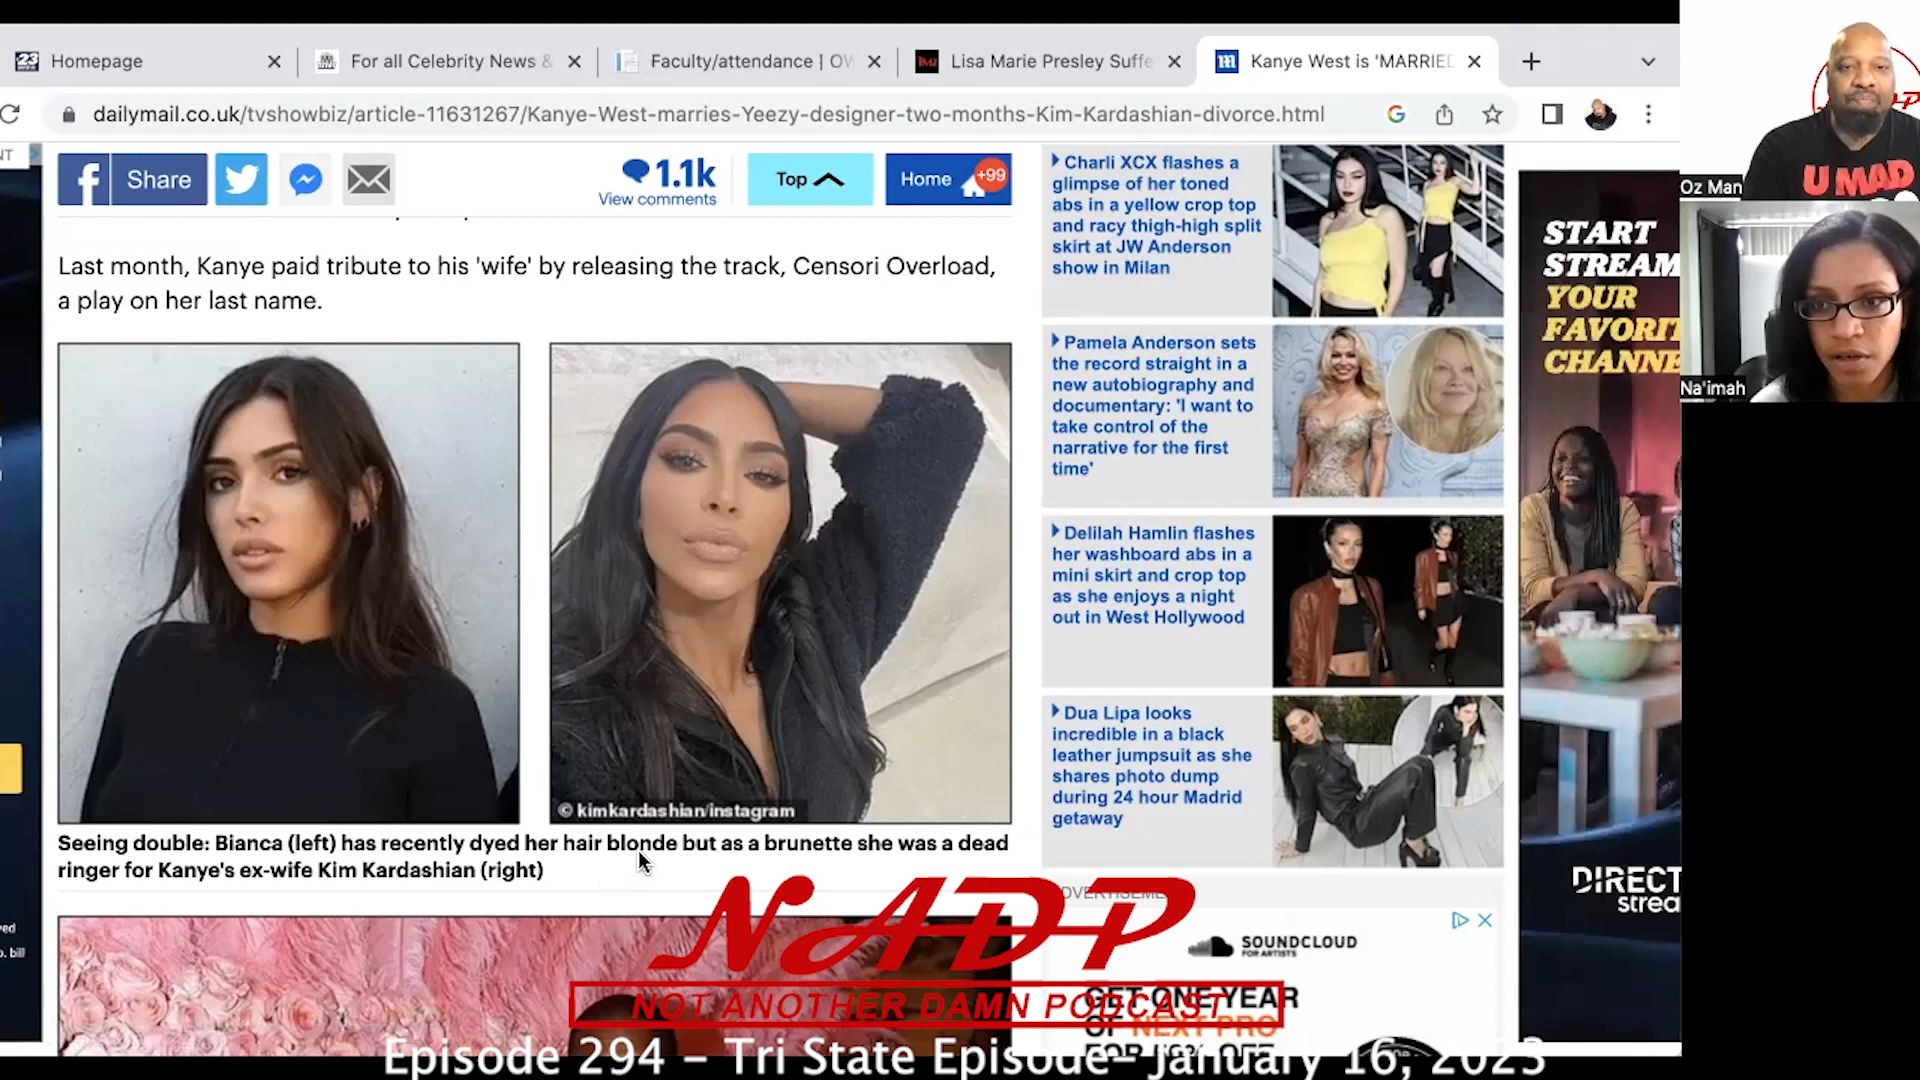 Homepage
For all Celebrity News &
Faculty/attendance | OW
Lisa Marie Presley Suffe
Kanye West is 'MARRIED
dailymail.co.uk/tvshowbiz/article-11631267/Kanye-West-marries-Yeezy-designer-two-months-Kim-Kardashian-divorce.html
Share
1.1k
View comments
Top
Home
+99
Last month, Kanye paid tribute to his 'wife' by releasing the track, Censori Overload,
a play on her last name.
© kimkardashian/instagram
Seeing double: Bianca (left) has recently dyed her hair blonde but as a brunette she was a dead
ringer for Kanye's ex-wife Kim Kardashian (right)
Charli XCX flashes a
glimpse of her toned
abs in a yellow crop top
and racy thigh-high split
skirt at JW Anderson
show in Milan
Pamela Anderson sets
the record straight in a
new autobiography and
documentary: 'I want to
take control of the
narrative for the first
time'
Delilah Hamlin flashes
her washboard abs in a
mini skirt and crop top
as she enjoys a night
out in West Hollywood
Dua Lipa looks
incredible in a black
leather jumpsuit as she
shares photo dump
during 24 hour Madrid
getaway
SOUNDCLOUD
FOR ARTISTS
GET ONE YEAR
OF NEXT PRO
START
STREAM
YOUR
FAVORIT
CHANNE
DIRECT
strea
Oz Man
U MAD
Na'imah
NADP
NOT ANOTHER DAMN PODCAST
Episode 294 – Tri State Episode– January 16, 2023